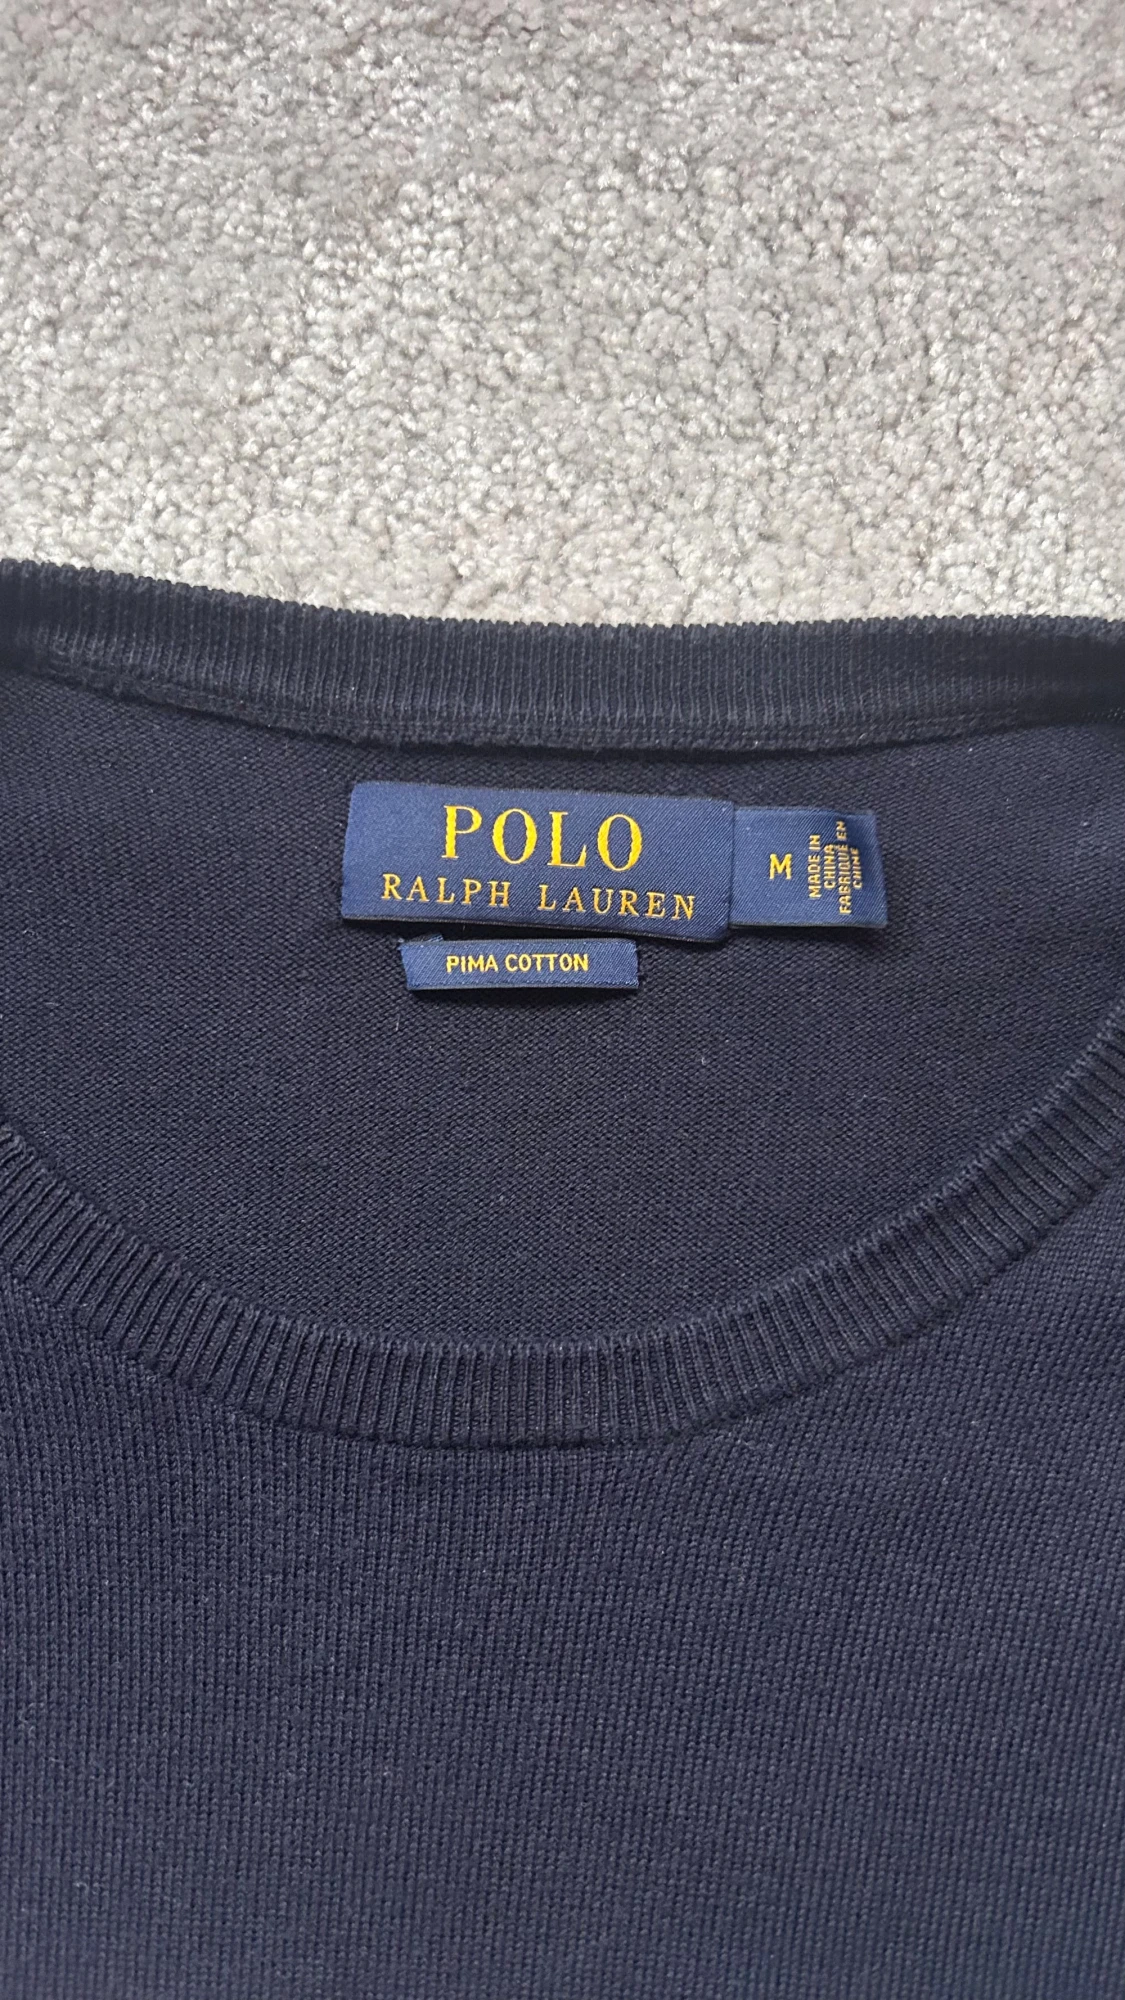 POLO
RALPH LAUREN
M
MADE IN
CHINA
FABRIQUÉ EN
CHINE
PIMA COTTON